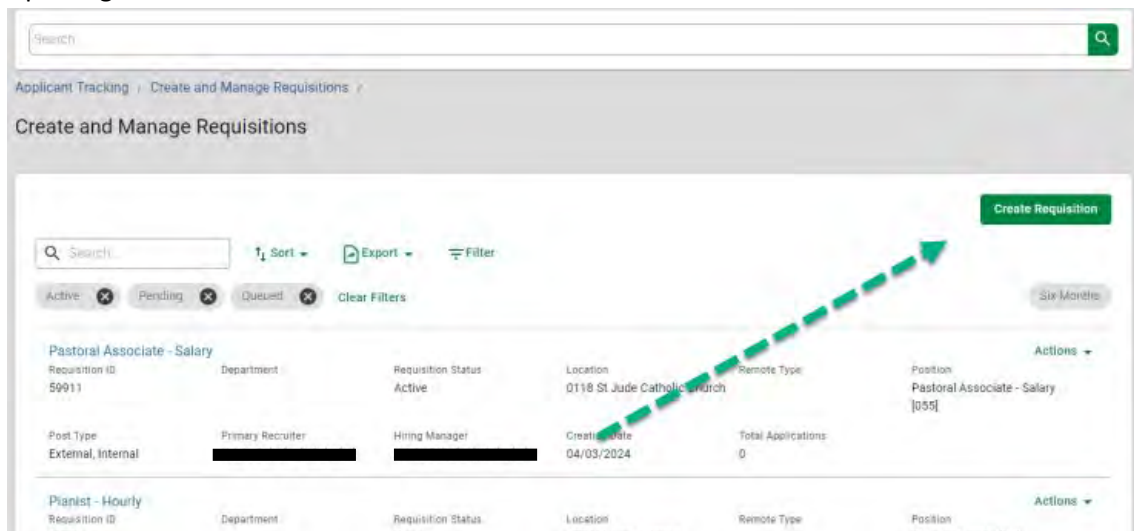 Search
Applicant Tracking / Create and Manage Requisitions /
Create and Manage Requisitions
Create Requisition
Search... Sort Export Filter
Active Pending Queued Clear Filters Six Months
Pastoral Associate - Salary Actions
Requisition ID Department Requisition Status Location Remote Type Position
59911 Active 0118 St Jude Catholic Church Pastoral Associate - Salary
[055]
Post Type Primary Recruiter Hiring Manager Creation Date Total Applications
External, Internal 04/03/2024 0
Pianist - Hourly Actions
Requisition ID Department Requisition Status Location Remote Type Position